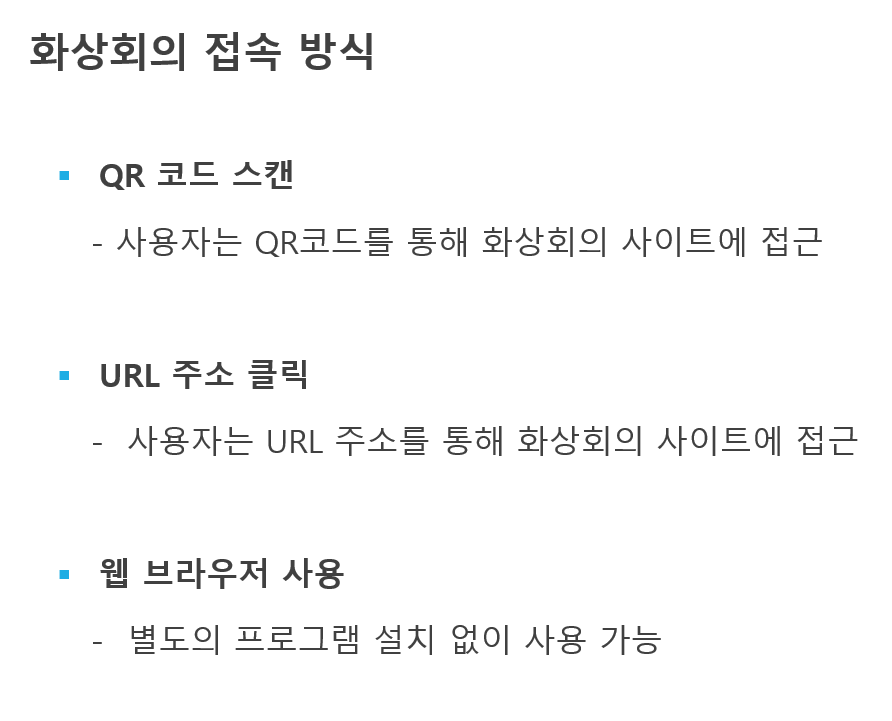 화상회의 접속 방식
▪ QR 코드 스캔
- 사용자는 QR코드를 통해 화상회의 사이트에 접근
▪ URL 주소 클릭
- 사용자는 URL 주소를 통해 화상회의 사이트에 접근
▪ 웹 브라우저 사용
- 별도의 프로그램 설치 없이 사용 가능